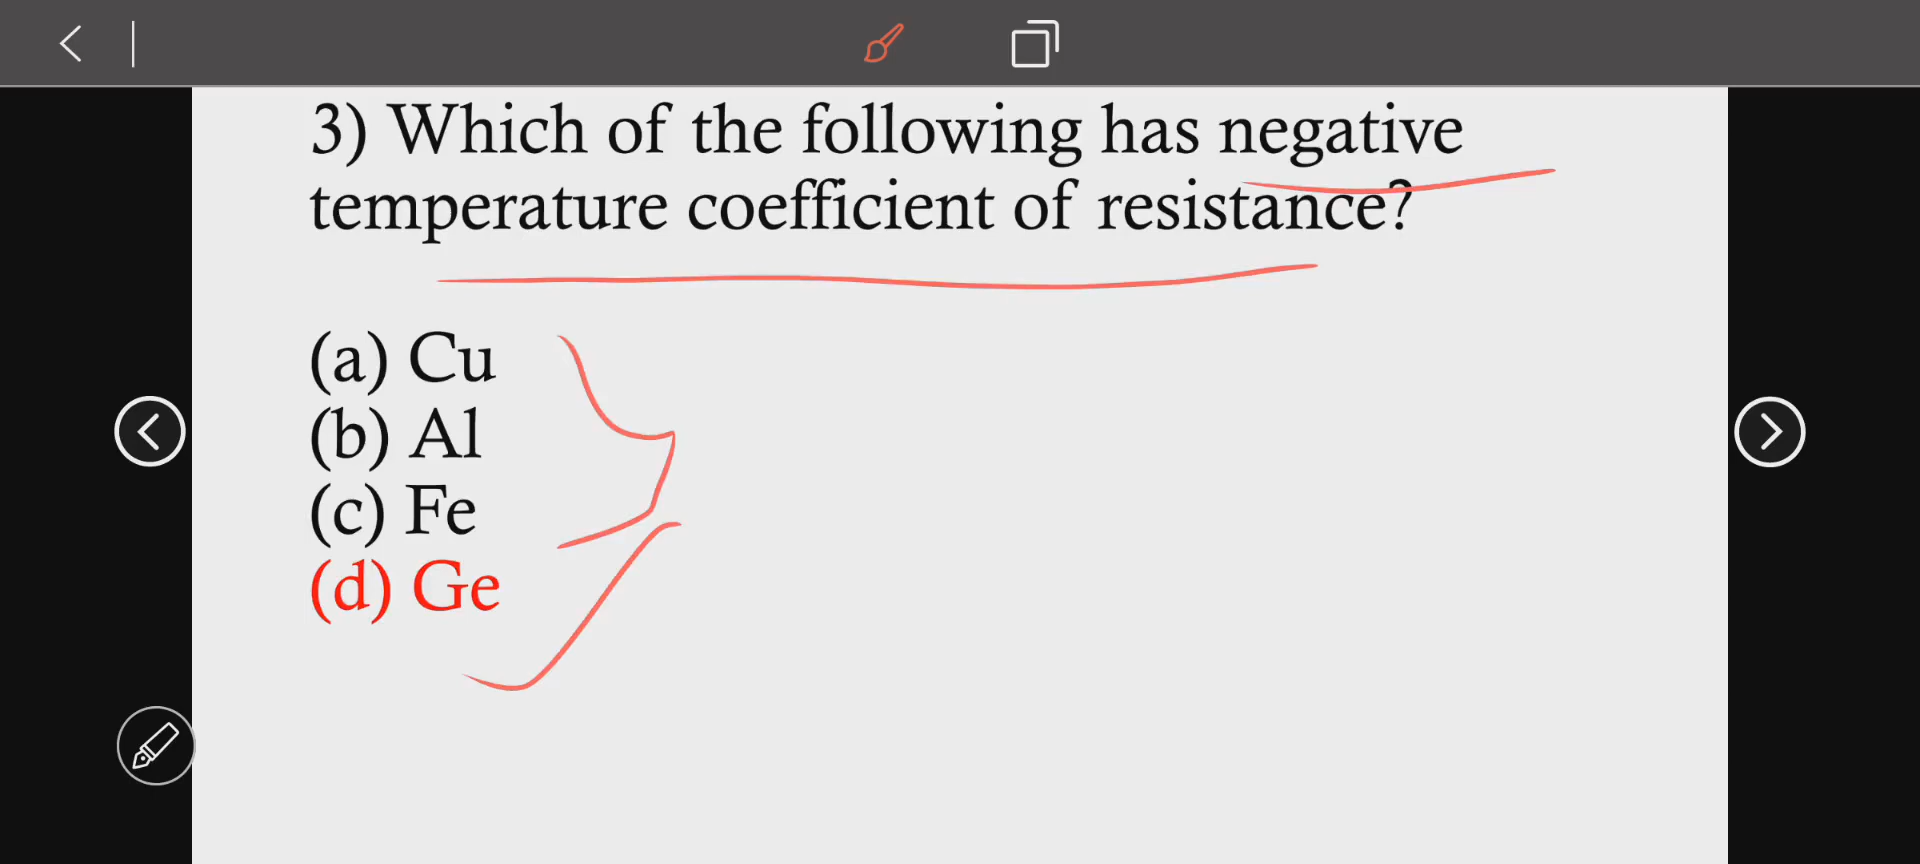 3) Which of the following has negative
temperature coefficient of resistance?
(a) Cu
(b) Al
(c) Fe
(d) Ge